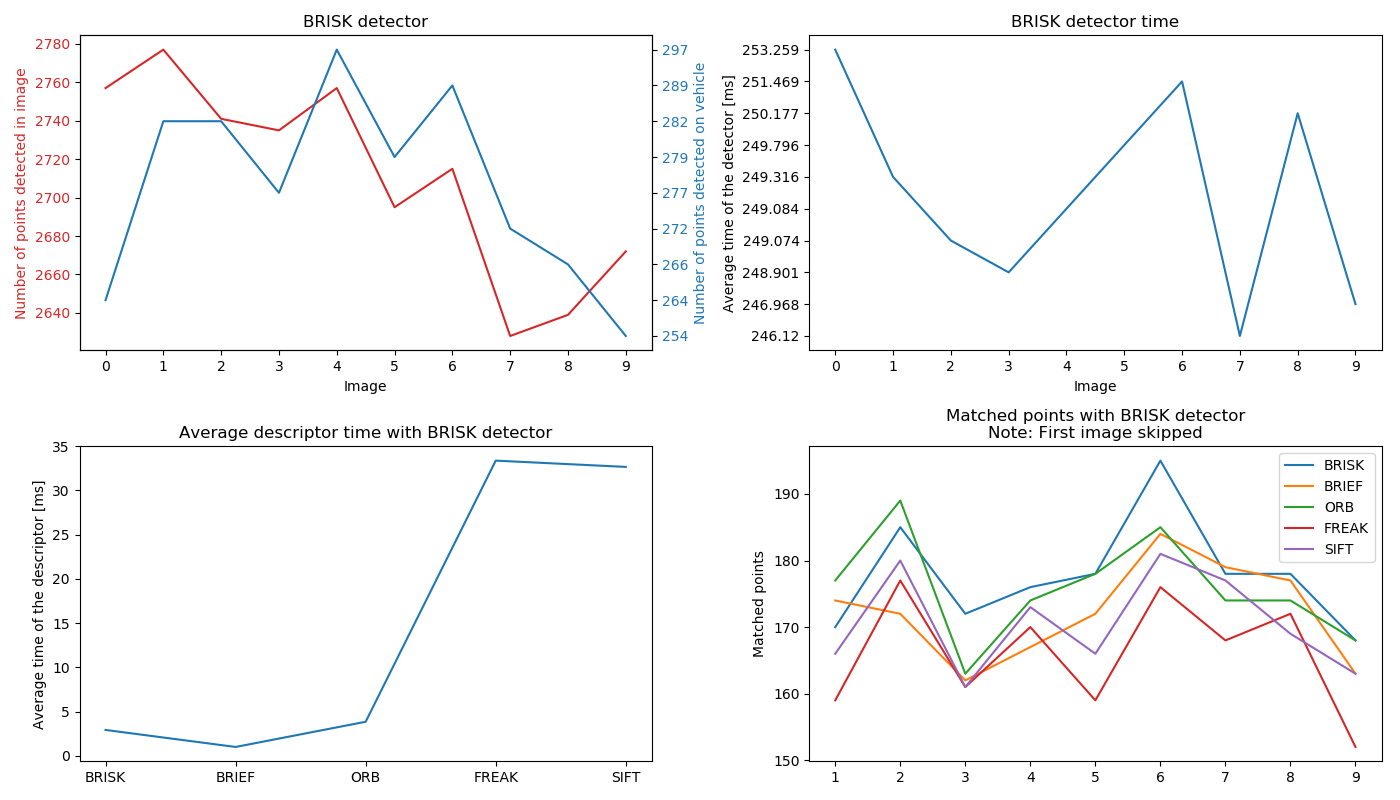 BRISK detector
Number of points detected in image
2780
2760
2740
2720
2700
2680
2660
2640
297
289
282
279
277
272
266
264
254
Number of points detected on vehicle
0 1 2 3 4 5 6 7 8 9
Image
BRISK detector time
Average time of the detector [ms]
253.259
251.469
250.177
249.796
249.316
249.084
249.074
248.901
246.968
246.12
0 1 2 3 4 5 6 7 8 9
Image
Average descriptor time with BRISK detector
Average time of the descriptor [ms]
35
30
25
20
15
10
5
0
BRISK BRIEF ORB FREAK SIFT
Matched points with BRISK detector
Note: First image skipped
Matched points
190
180
170
160
150
BRISK
BRIEF
ORB
FREAK
SIFT
1 2 3 4 5 6 7 8 9